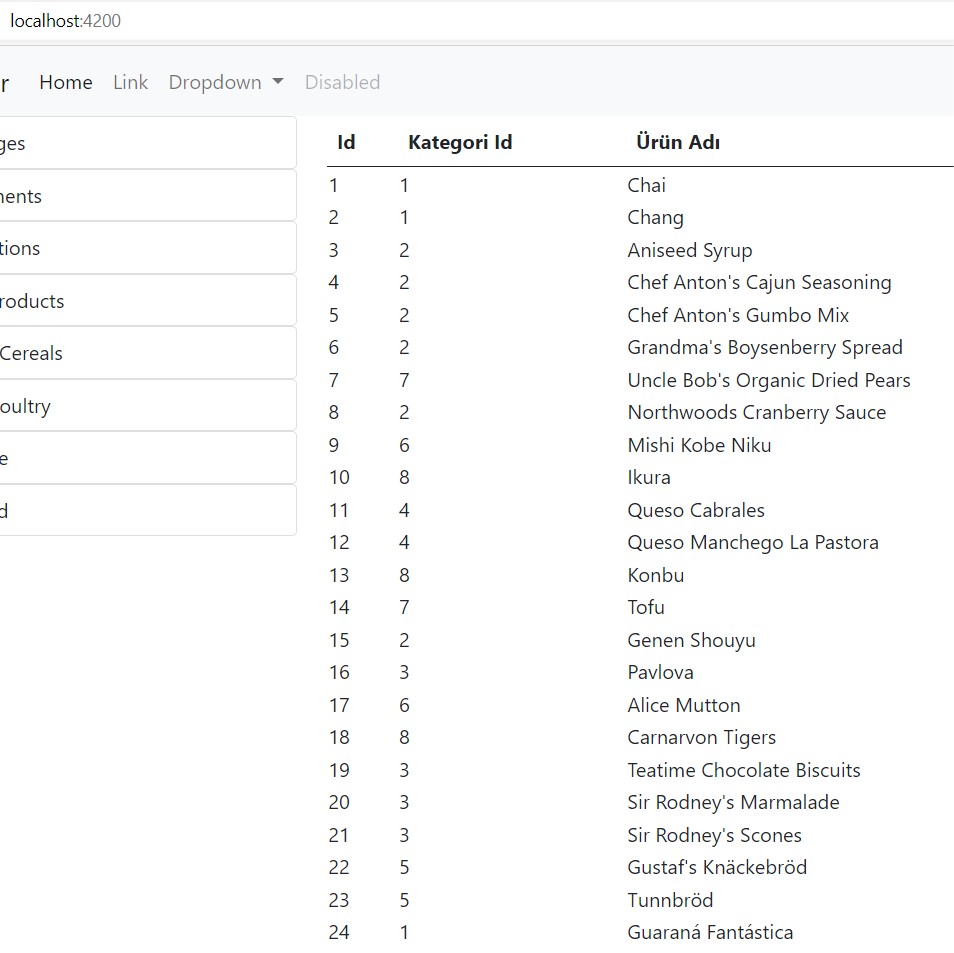 localhost:4200
r Home Link Dropdown Disabled
ges
ments
tions
roducts
Cereals
oultry
e
d
Id Kategori Id Ürün Adı
1 1 Chai
2 1 Chang
3 2 Aniseed Syrup
4 2 Chef Anton's Cajun Seasoning
5 2 Chef Anton's Gumbo Mix
6 2 Grandma's Boysenberry Spread
7 7 Uncle Bob's Organic Dried Pears
8 2 Northwoods Cranberry Sauce
9 6 Mishi Kobe Niku
10 8 Ikura
11 4 Queso Cabrales
12 4 Queso Manchego La Pastora
13 8 Konbu
14 7 Tofu
15 2 Genen Shouyu
16 3 Pavlova
17 6 Alice Mutton
18 8 Carnarvon Tigers
19 3 Teatime Chocolate Biscuits
20 3 Sir Rodney's Marmalade
21 3 Sir Rodney's Scones
22 5 Gustaf's Knäckebröd
23 5 Tunnbröd
24 1 Guaraná Fantástica